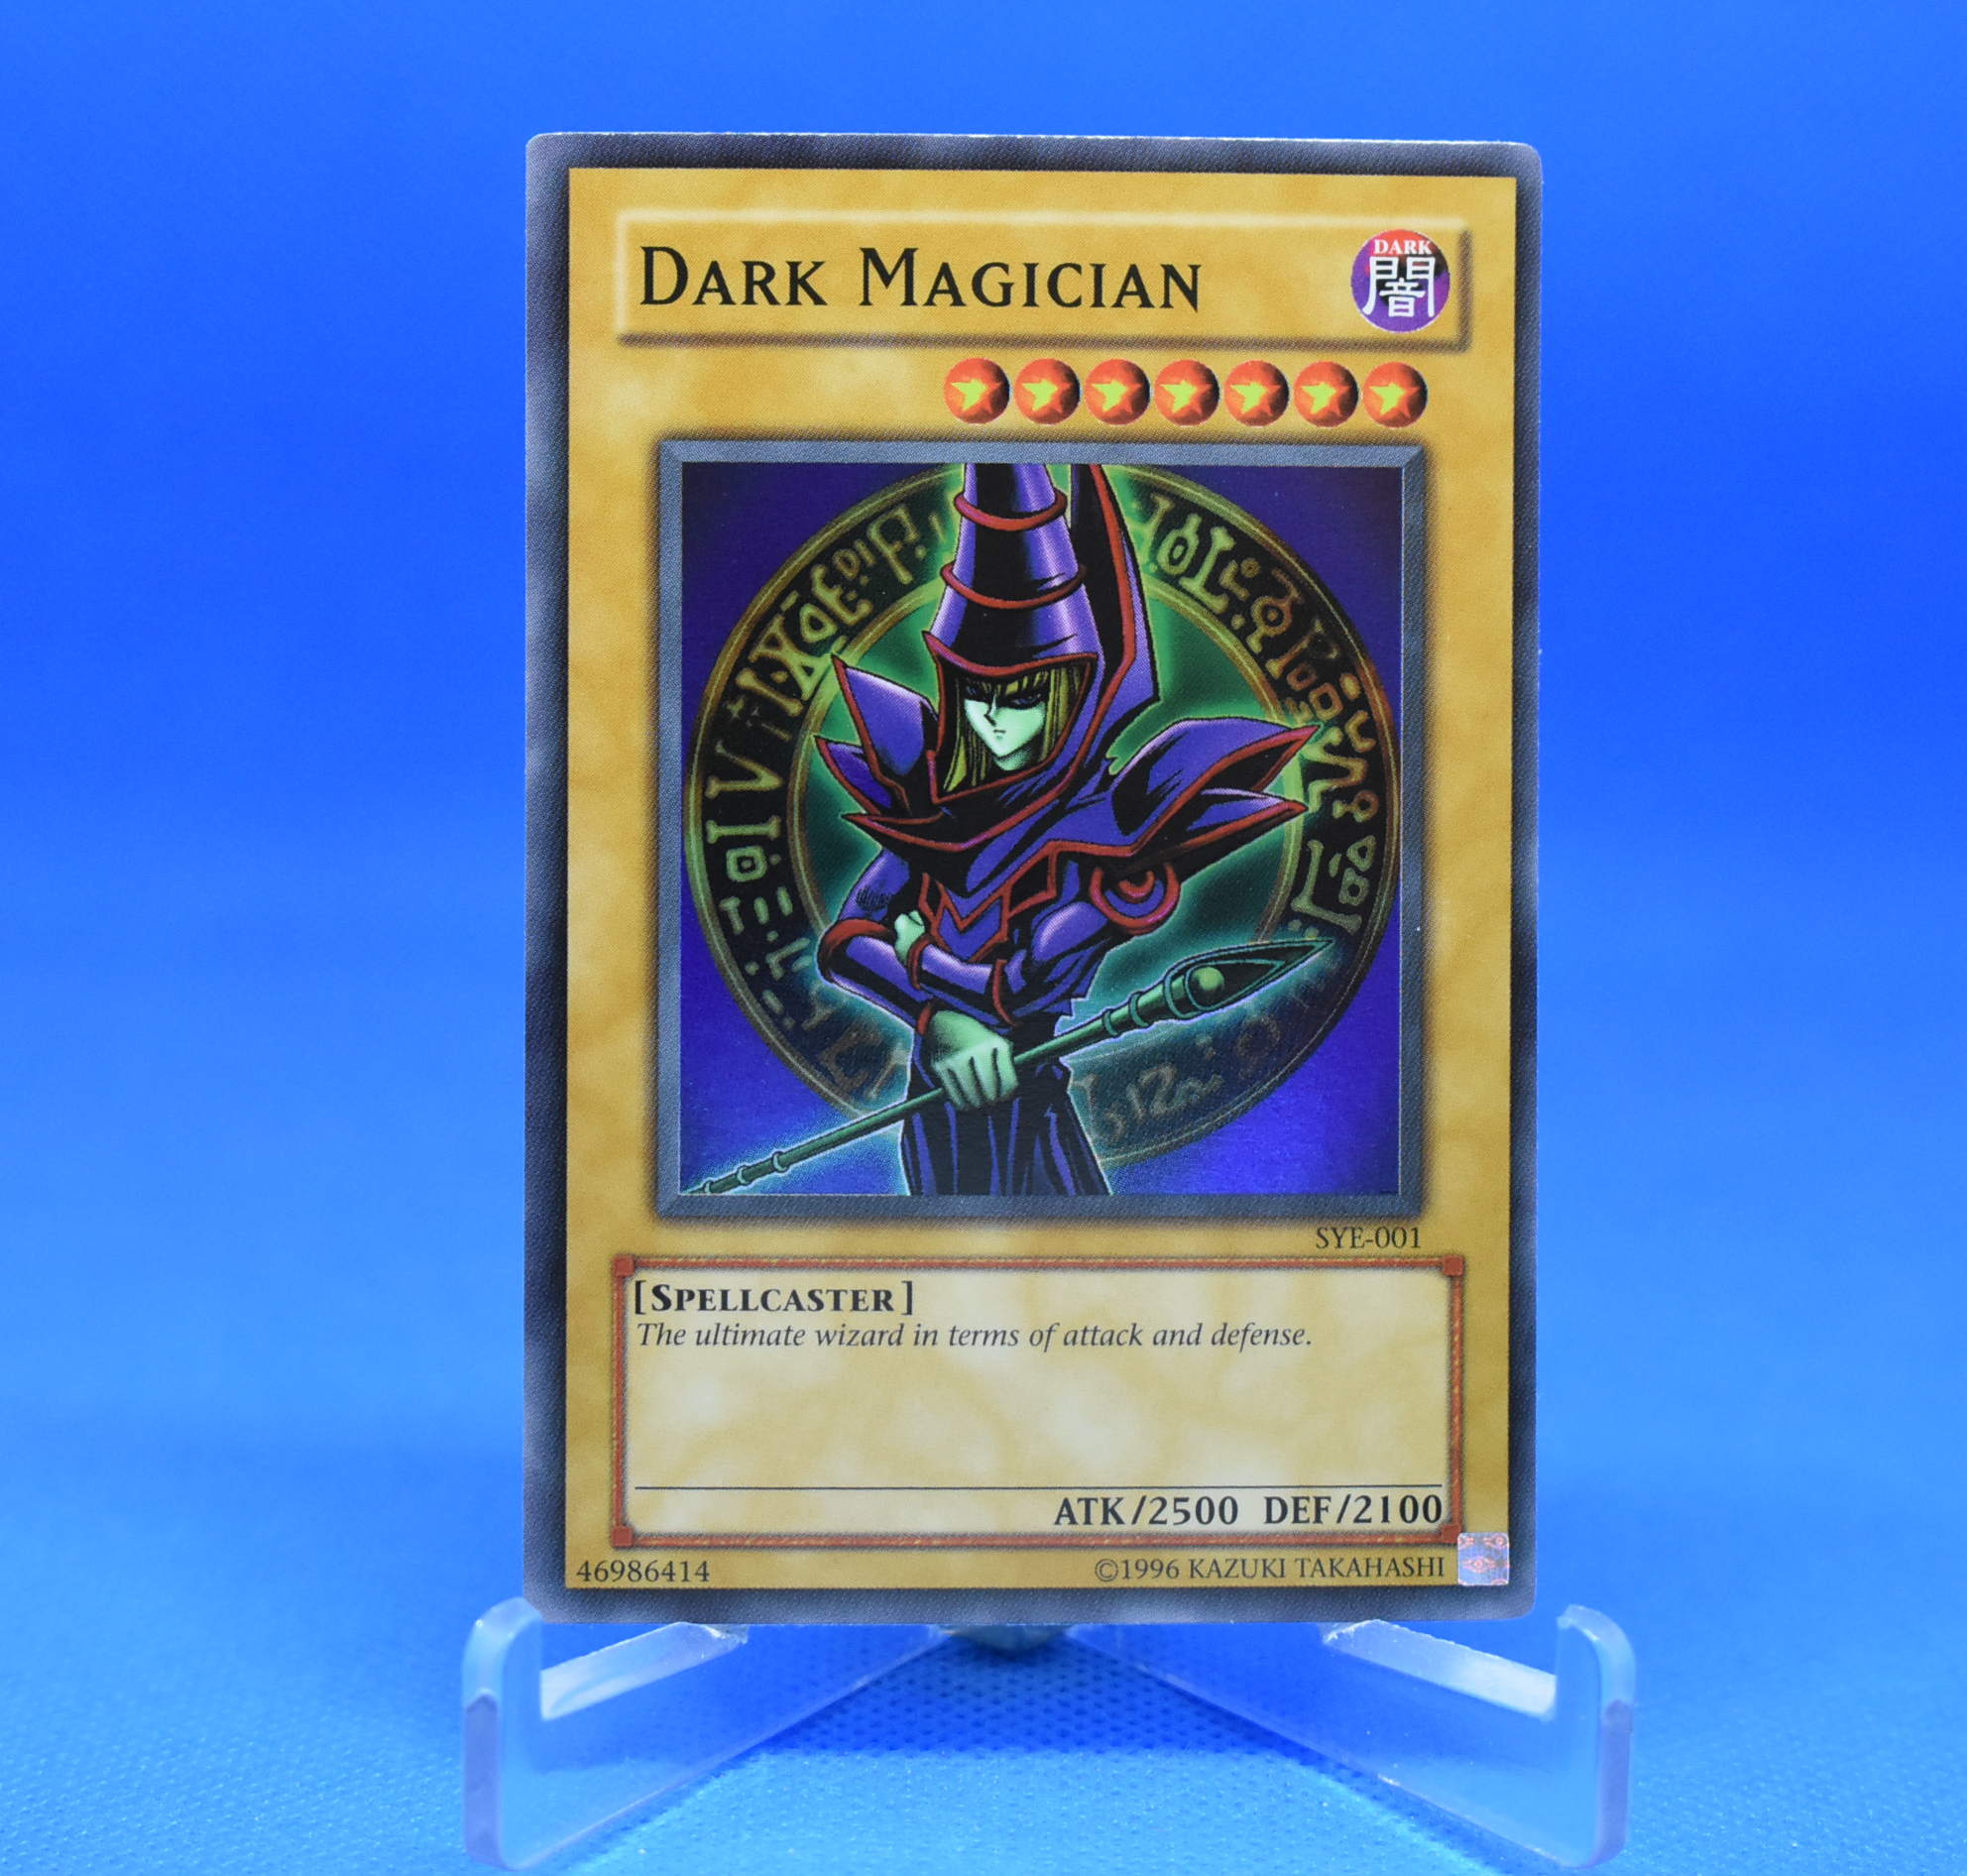 DARK MAGICIAN
DARK
闇
SYE-001
[SPELLCASTER]
The ultimate wizard in terms of attack and defense.
ATK/2500 DEF/2100
46986414
©1996 KAZUKI TAKAHASHI